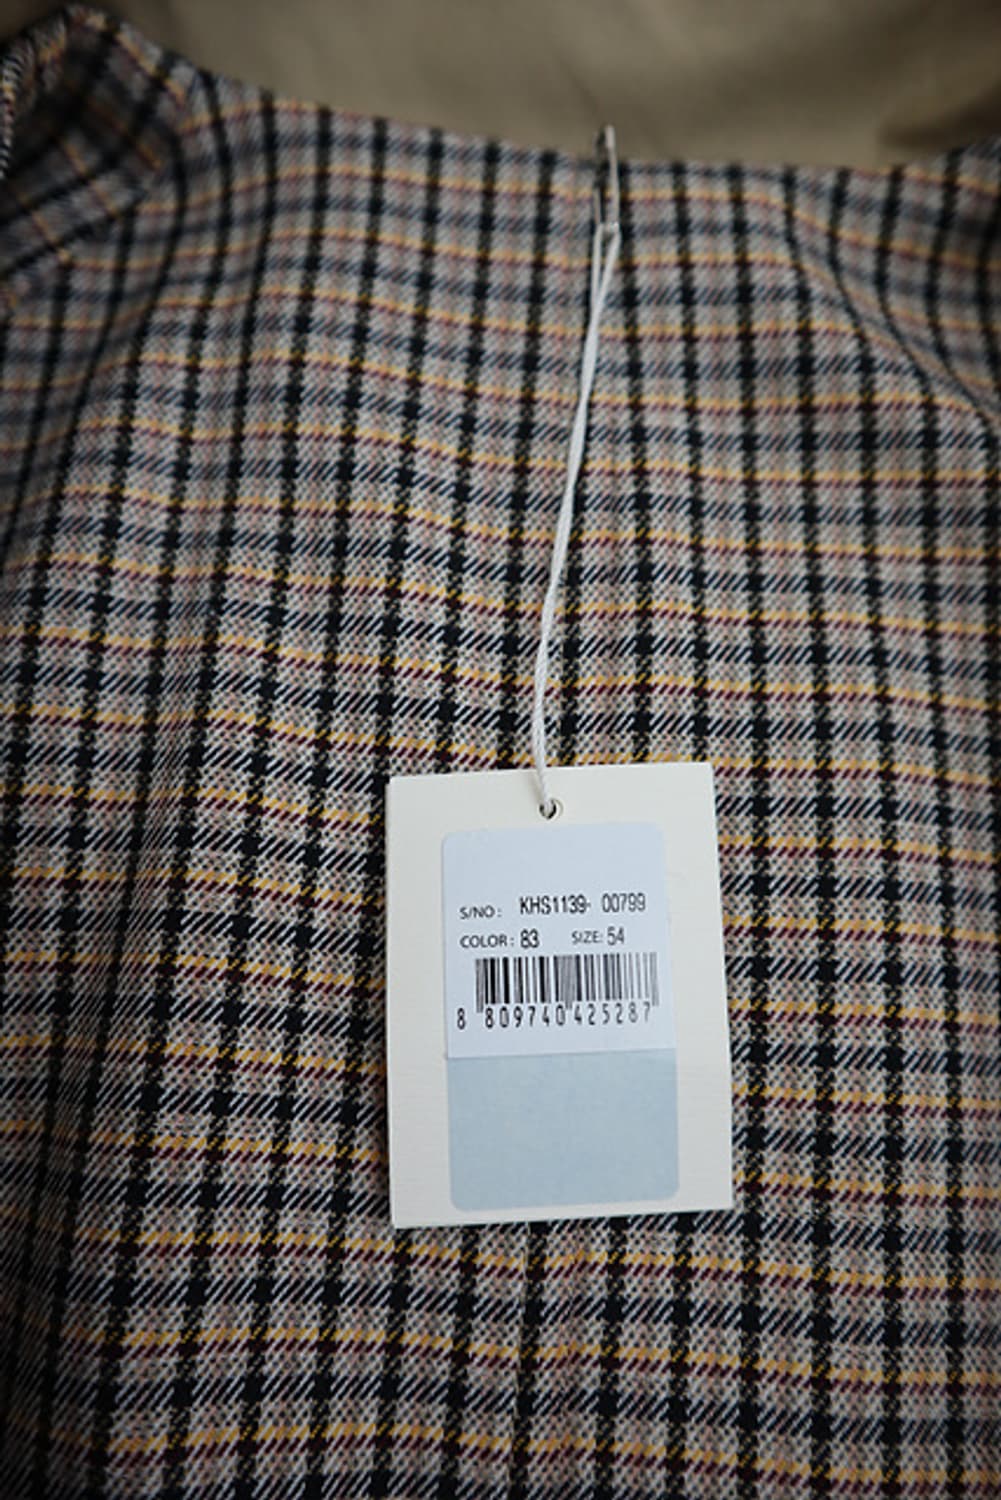 S/NO: KHS1139- 00799
COLOR: 83 SIZE: 54
8 809740 425287